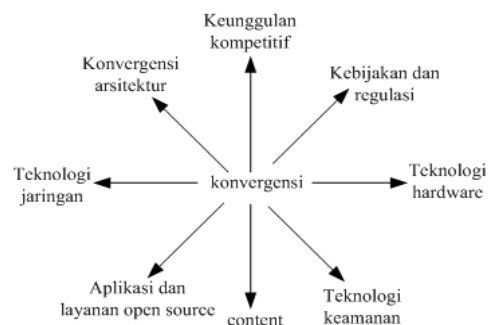 Keunggulan
kompetitif
Konvergensi
arsitektur
Kebijakan dan
regulasi
Teknologi
jaringan
konvergensi
Teknologi
hardware
Aplikasi dan
layanan open source
content
Teknologi
keamanan